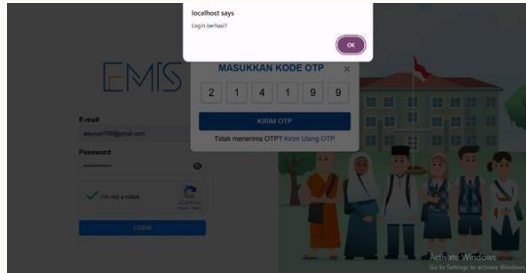 localhost says
Login berhasil!
OK
MASUKKAN KODE OTP ×
2 1 4 1 9 9
KIRIM OTP
Tidak menerima OTP? Kirim Ulang OTP
EMIS
E-mail
Password
I'm not a robot
reCAPTCHA
LOGIN
Activate Windows
Go to Settings to activate Windows